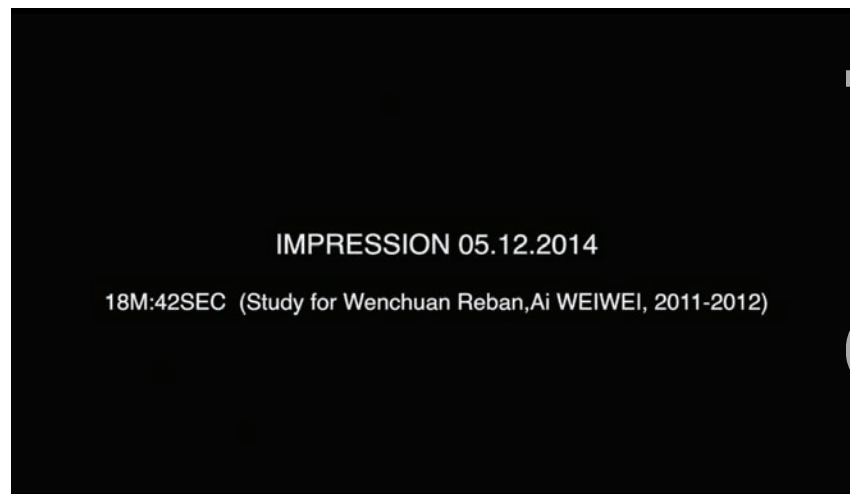 IMPRESSION 05.12.2014
18M:42SEC (Study for Wenchuan Reban,Ai WEIWEI, 2011-2012)